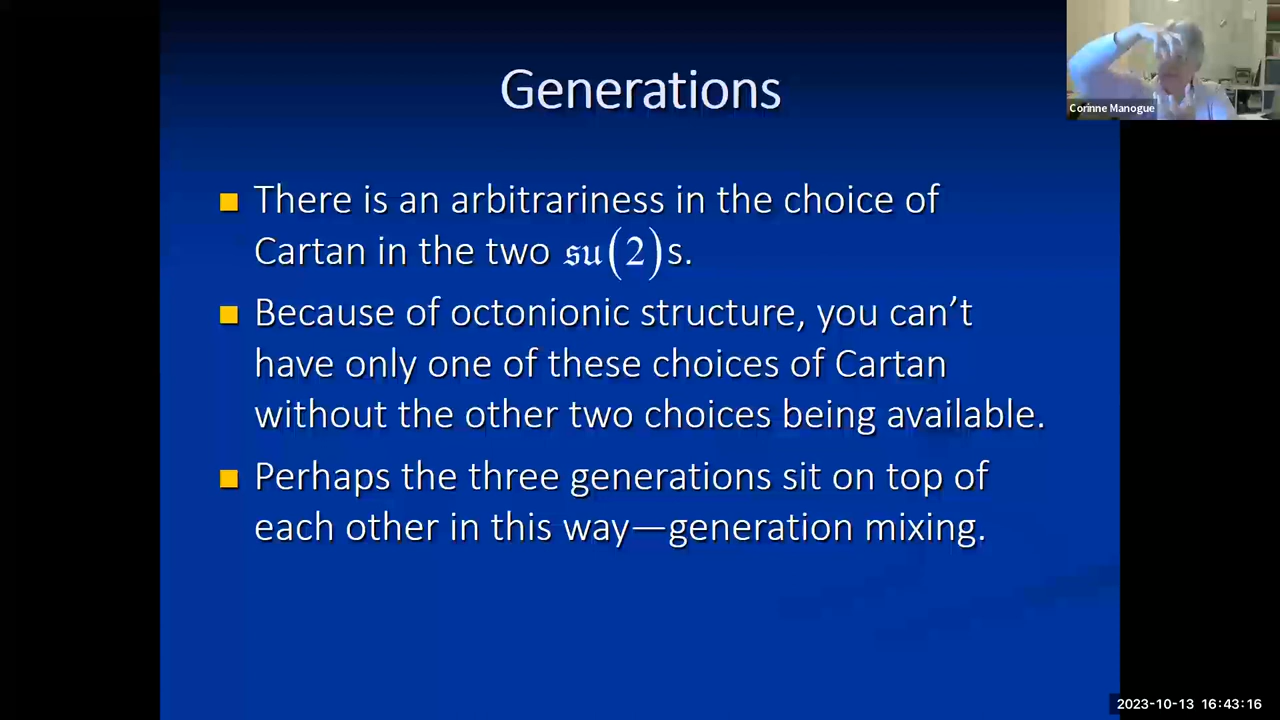 Generations
Corinne Manogue
There is an arbitrariness in the choice of
Cartan in the two 𝔰𝔲(2)s.
Because of octonionic structure, you can’t
have only one of these choices of Cartan
without the other two choices being available.
Perhaps the three generations sit on top of
each other in this way—generation mixing.
2023-10-13 16:43:16